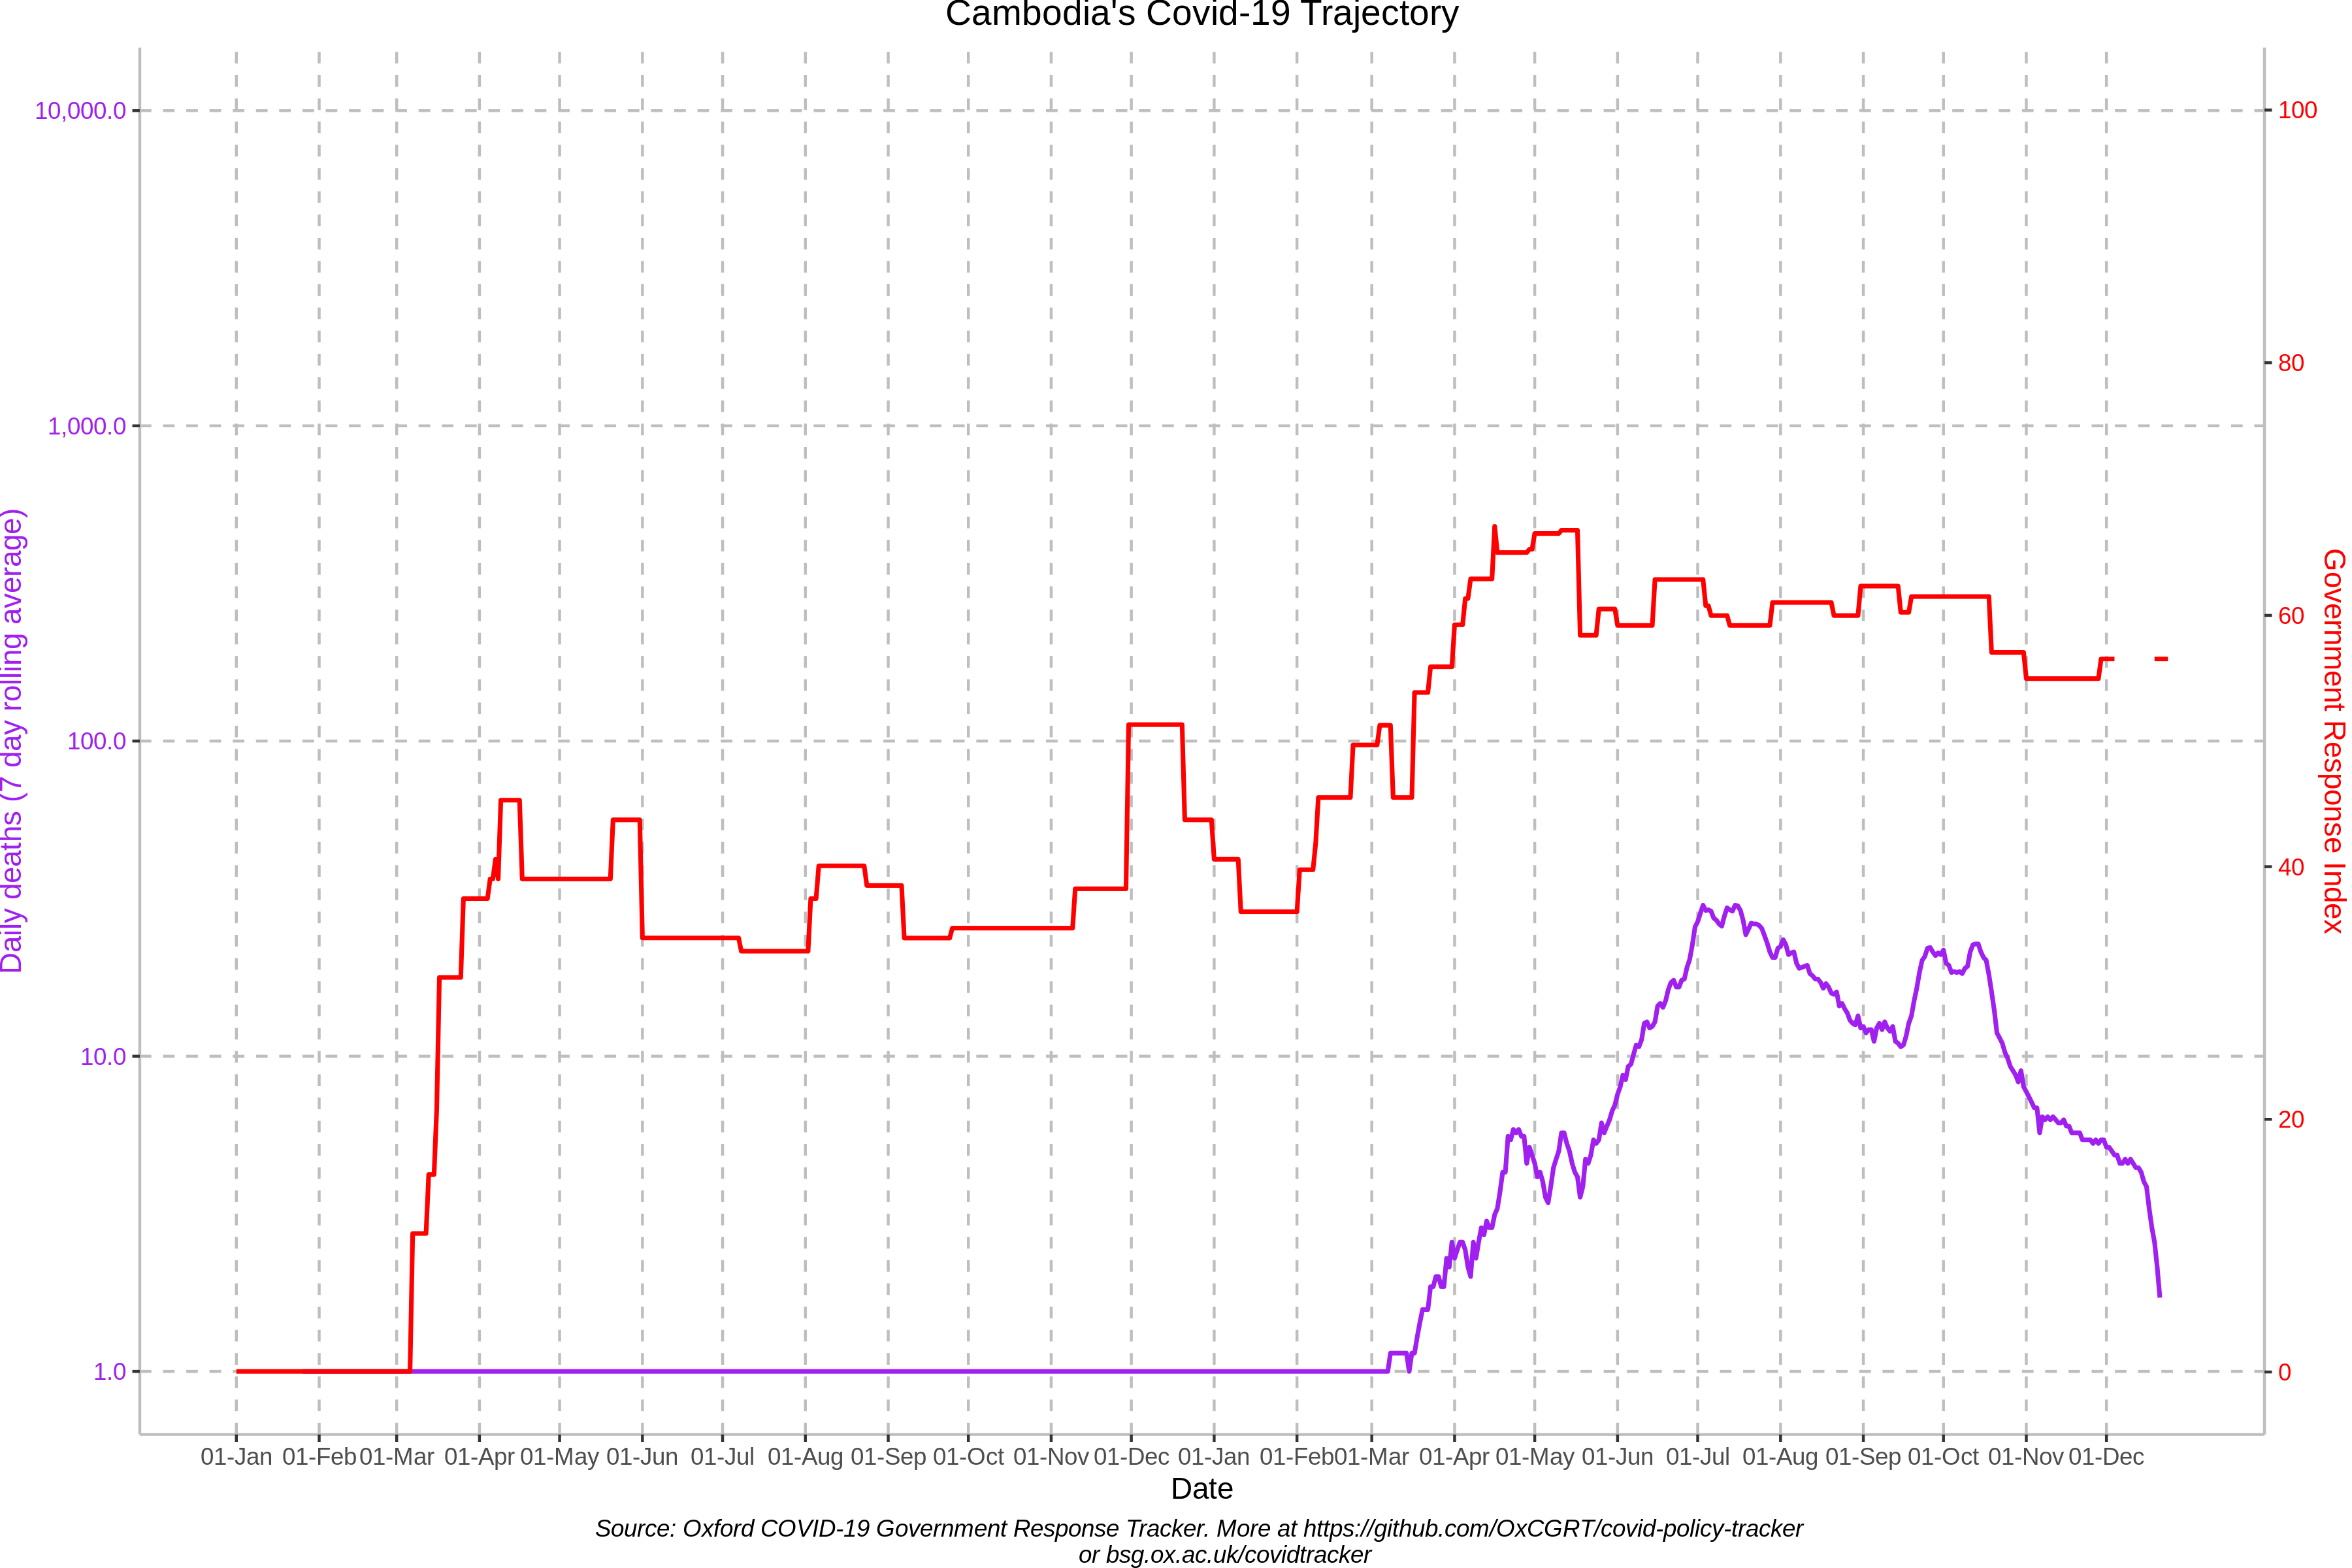 Cambodia's Covid-19 Trajectory
10,000.0
1,000.0
100.0
10.0
1.0
Daily deaths (7 day rolling average)
100
80
60
40
20
0
Government Response Index
01-Jan 01-Feb 01-Mar 01-Apr 01-May 01-Jun 01-Jul 01-Aug 01-Sep 01-Oct 01-Nov 01-Dec 01-Jan 01-Feb 01-Mar 01-Apr 01-May 01-Jun 01-Jul 01-Aug 01-Sep 01-Oct 01-Nov 01-Dec
Date
Source: Oxford COVID-19 Government Response Tracker. More at https://github.com/OxCGRT/covid-policy-tracker
or bsg.ox.ac.uk/covidtracker